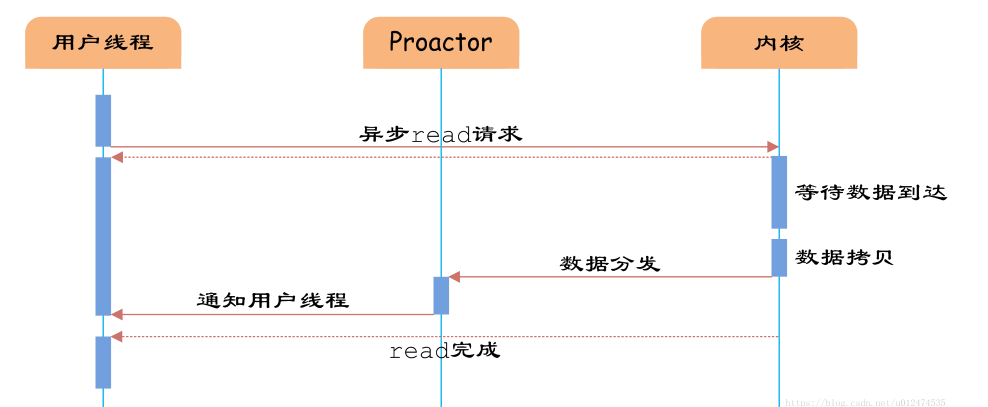 用户线程
Proactor
内核
异步read请求
等待数据到达
数据拷贝
数据分发
通知用户线程
read完成
https://blog.csdn.net/u012474535